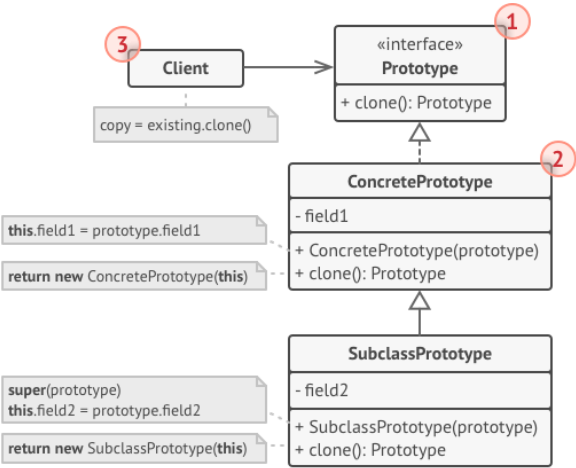 1
3
«interface»
Prototype
Client
+ clone(): Prototype
copy = existing.clone()
2
ConcretePrototype
- field1
this.field1 = prototype.field1
+ ConcretePrototype(prototype)
return new ConcretePrototype(this)
+ clone(): Prototype
SubclassPrototype
- field2
super(prototype)
this.field2 = prototype.field2
+ SubclassPrototype(prototype)
return new SubclassPrototype(this)
+ clone(): Prototype